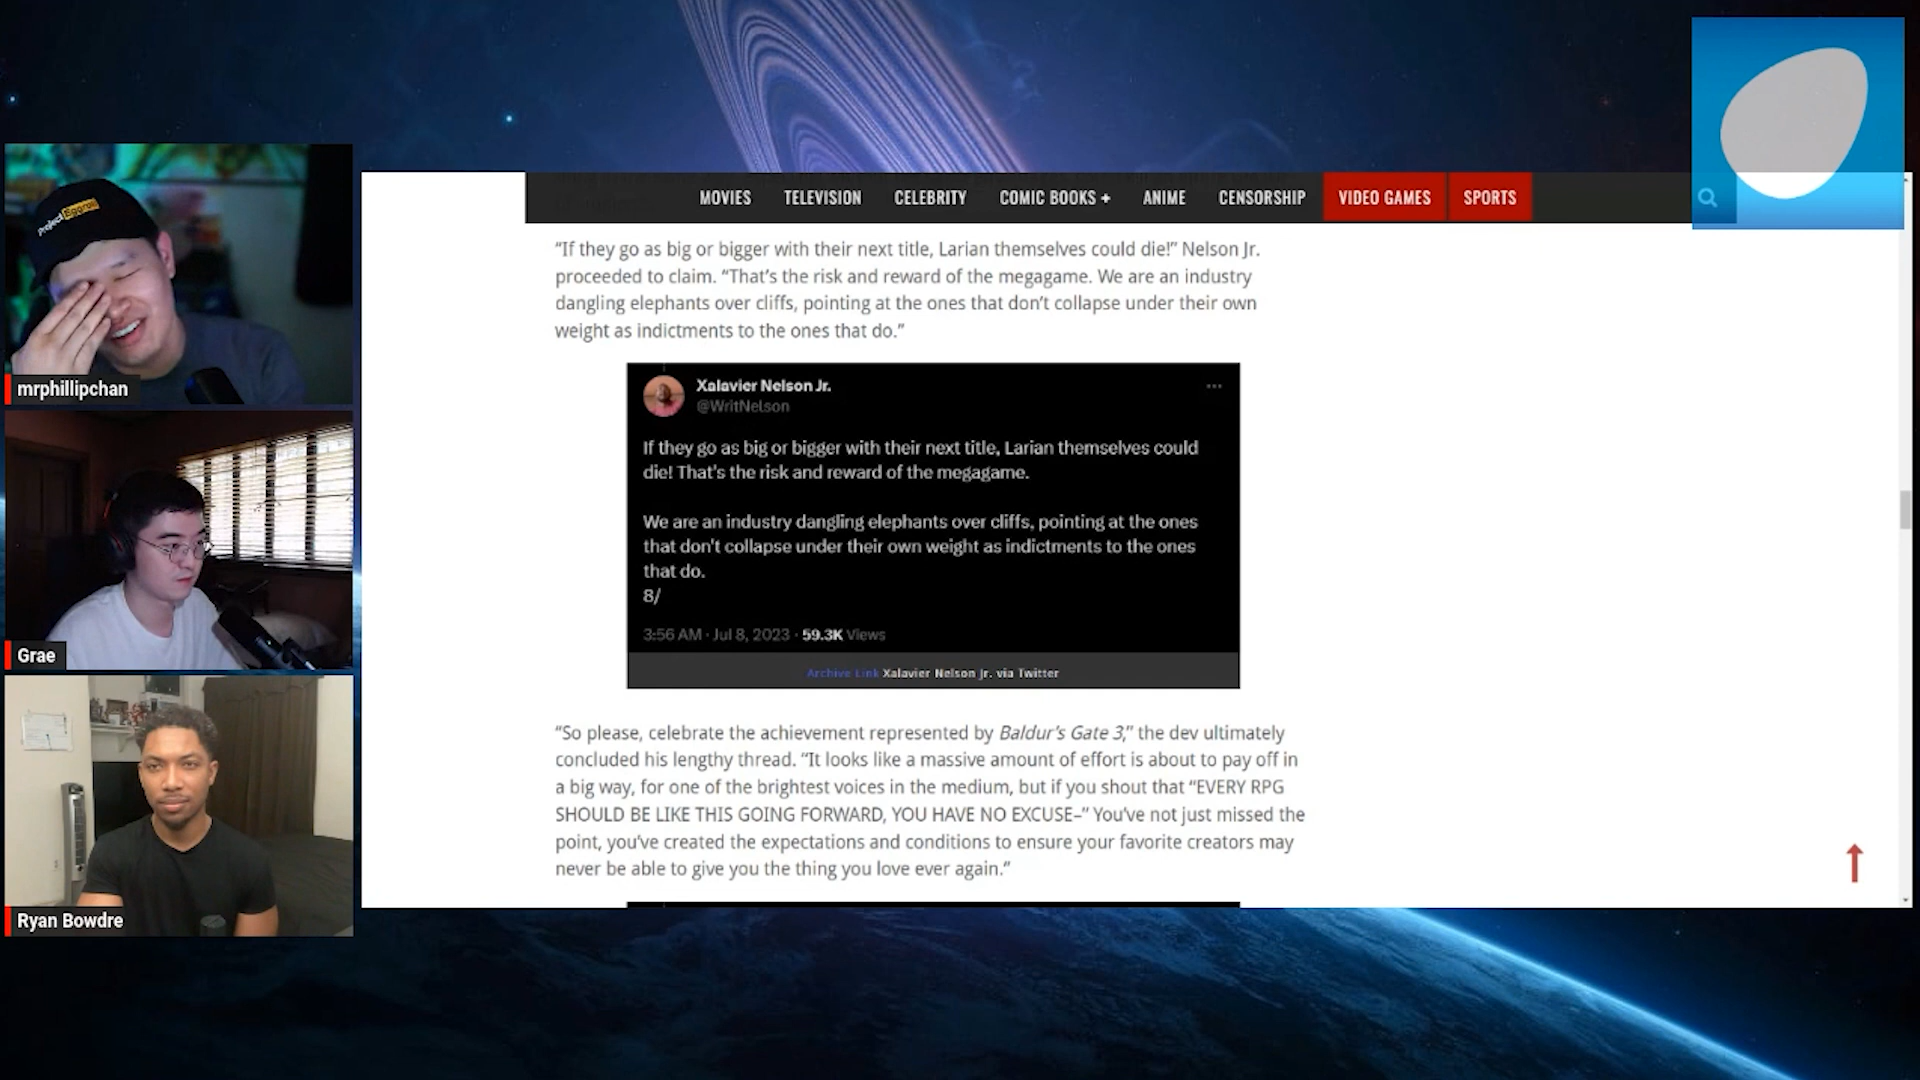 MOVIES TELEVISION CELEBRITY COMIC BOOKS + ANIME CENSORSHIP VIDEO GAMES SPORTS
“If they go as big or bigger with their next title, Larian themselves could die!” Nelson Jr.
proceeded to claim. “That’s the risk and reward of the megagame. We are an industry
dangling elephants over cliffs, pointing at the ones that don’t collapse under their own
weight as indictments to the ones that do.”
Xalavier Nelson Jr.
@WritNelson
If they go as big or bigger with their next title, Larian themselves could
die! That's the risk and reward of the megagame.
We are an industry dangling elephants over cliffs, pointing at the ones
that don't collapse under their own weight as indictments to the ones
that do.
8/
3:56 AM · Jul 8, 2023 · 59.3K Views
Archive Link Xalavier Nelson Jr. via Twitter
“So please, celebrate the achievement represented by Baldur’s Gate 3,” the dev ultimately
concluded his lengthy thread. “It looks like a massive amount of effort is about to pay off in
a big way, for one of the brightest voices in the medium, but if you shout that “EVERY RPG
SHOULD BE LIKE THIS GOING FORWARD, YOU HAVE NO EXCUSE–” You’ve not just missed the
point, you’ve created the expectations and conditions to ensure your favorite creators may
never be able to give you the thing you love ever again.”
Project Eggroll
mrphillipchan
Grae
Ryan Bowdre